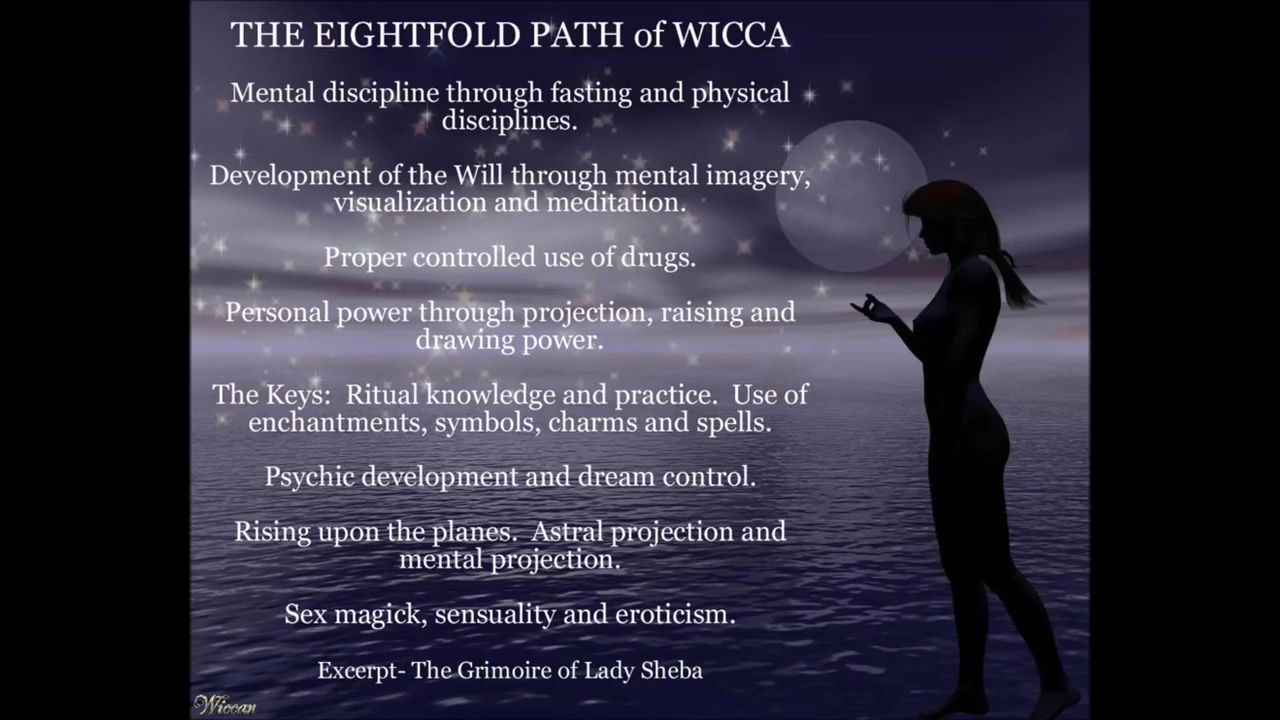 THE EIGHTFOLD PATH of WICCA
Mental discipline through fasting and physical
disciplines.
Development of the Will through mental imagery,
visualization and meditation.
Proper controlled use of drugs.
Personal power through projection, raising and
drawing power.
The Keys:  Ritual knowledge and practice.  Use of
enchantments, symbols, charms and spells.
Psychic development and dream control.
Rising upon the planes.  Astral projection and
mental projection.
Sex magick, sensuality and eroticism.
Excerpt- The Grimoire of Lady Sheba
Wiccan